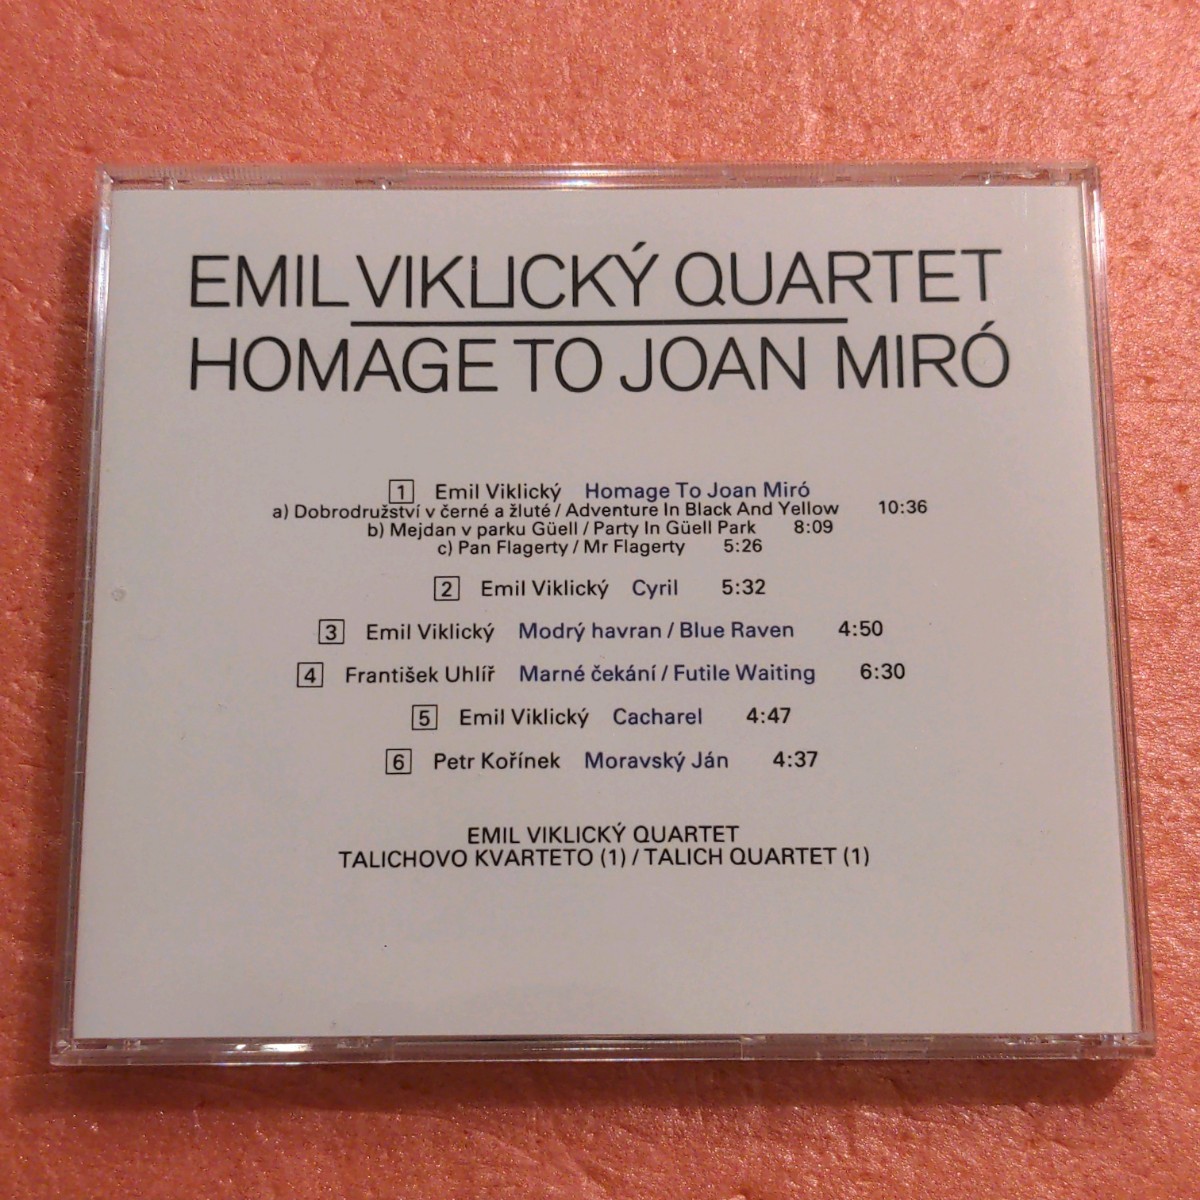 EMIL VIKLICKÝ QUARTET
HOMAGE TO JOAN MIRÓ
1 Emil Viklický Homage To Joan Miró
a) Dobrodružství v černé a žluté / Adventure In Black And Yellow 10:36
b) Mejdan v parku Güell / Party In Güell Park 8:09
c) Pan Flagerty / Mr Flagerty 5:26
2 Emil Viklický Cyril 5:32
3 Emil Viklický Modrý havran / Blue Raven 4:50
4 František Uhlíř Marné čekání / Futile Waiting 6:30
5 Emil Viklický Cacharel 4:47
6 Petr Kořínek Moravský Ján 4:37
EMIL VIKLICKÝ QUARTET
TALICHOVO KVARTETO (1) / TALICH QUARTET (1)